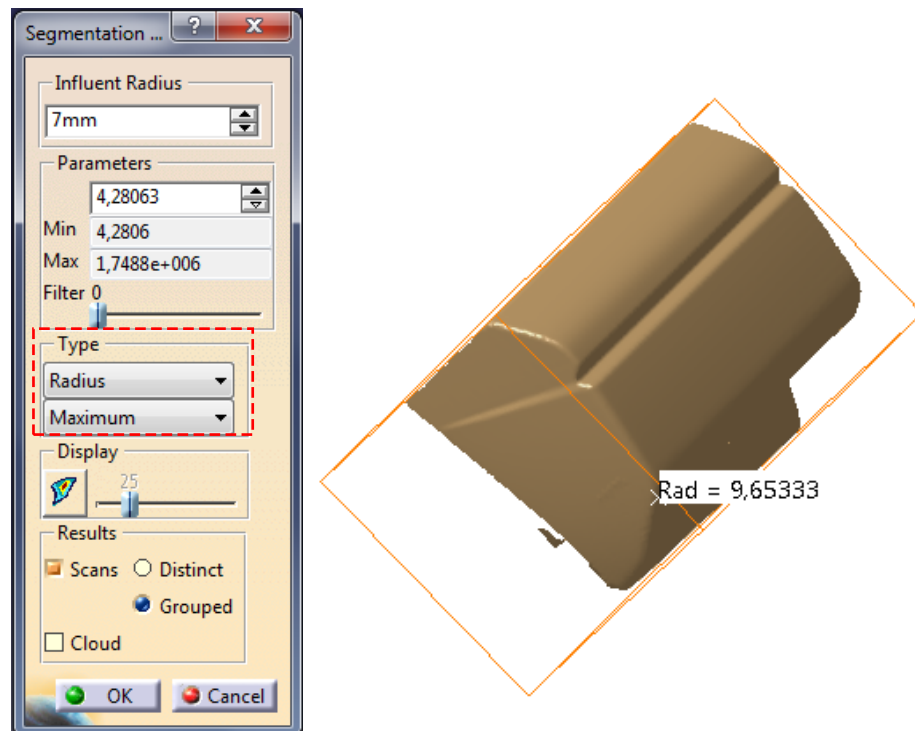 Segmentation ...
Influent Radius
7mm
Parameters
4,28063
Min 4,2806
Max 1,7488e+006
Filter 0
Type
Radius
Maximum
Display
25
Results
Scans Distinct
Grouped
Cloud
OK Cancel
Rad = 9,65333